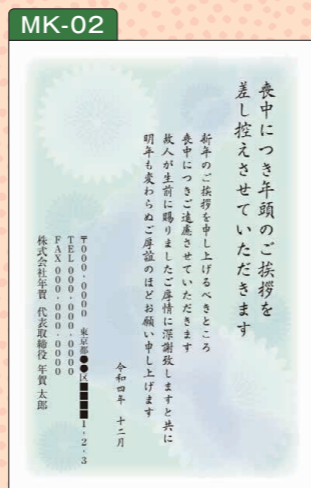 MK-02
喪中につき年頭のご挨拶を
差し控えさせていただきます
新年のご挨拶を申し上げるべきところ
喪中につきご遠慮させていただきます
故人が生前に賜りましたご厚情に深謝致しますと共に
明年も変わらぬご厚誼のほどお願い申し上げます
令和四年 十二月
〒000-0000 東京都●●区■■■■1-2-3
TEL 000-000-0000
FAX 000-000-0000
株式会社年賀 代表取締役 年賀 太郎